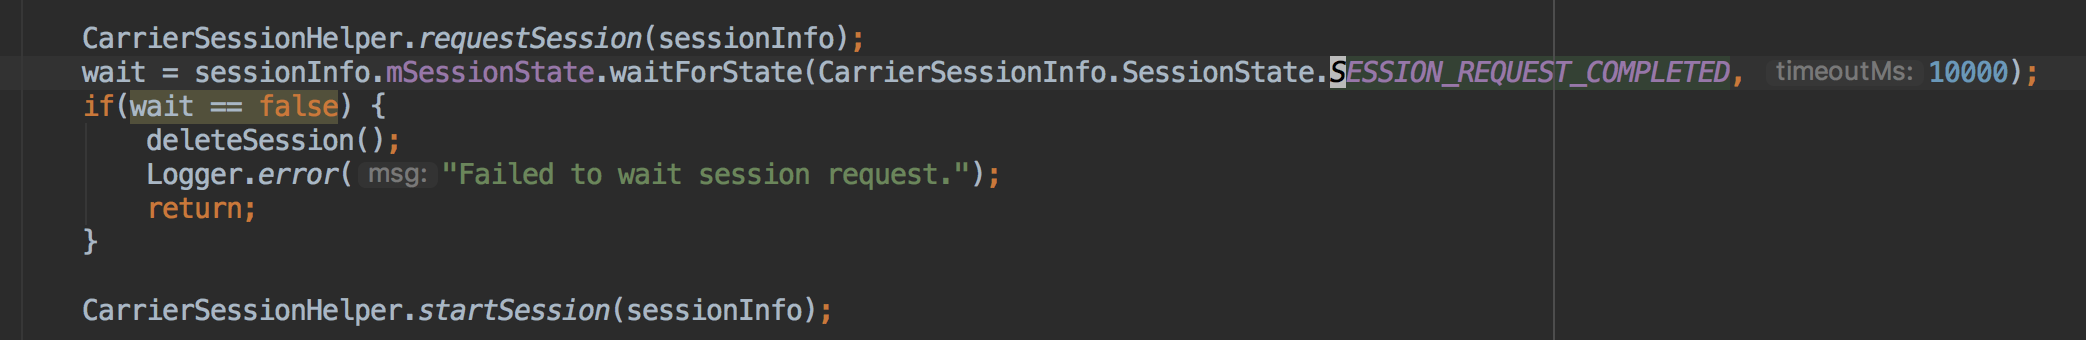 CarrierSessionHelper.requestSession(sessionInfo);
wait = sessionInfo.mSessionState.waitForState(CarrierSessionInfo.SessionState.SESSION_REQUEST_COMPLETED, timeoutMs: 10000);
if(wait == false) {
deleteSession();
Logger.error( msg: "Failed to wait session request.");
return;
}
CarrierSessionHelper.startSession(sessionInfo);